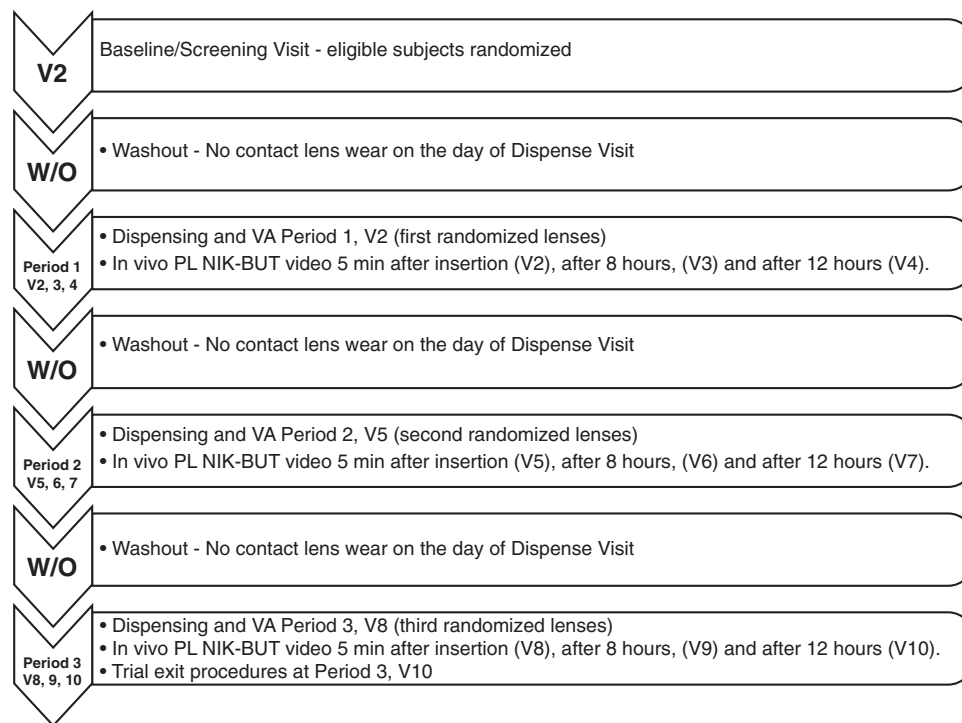 V2
Baseline/Screening Visit - eligible subjects randomized
W/O
• Washout - No contact lens wear on the day of Dispense Visit
Period 1
V2, 3, 4
• Dispensing and VA Period 1, V2 (first randomized lenses)
• In vivo PL NIK-BUT video 5 min after insertion (V2), after 8 hours, (V3) and after 12 hours (V4).
W/O
• Washout - No contact lens wear on the day of Dispense Visit
Period 2
V5, 6, 7
• Dispensing and VA Period 2, V5 (second randomized lenses)
• In vivo PL NIK-BUT video 5 min after insertion (V5), after 8 hours, (V6) and after 12 hours (V7).
W/O
• Washout - No contact lens wear on the day of Dispense Visit
Period 3
V8, 9, 10
• Dispensing and VA Period 3, V8 (third randomized lenses)
• In vivo PL NIK-BUT video 5 min after insertion (V8), after 8 hours, (V9) and after 12 hours (V10).
• Trial exit procedures at Period 3, V10